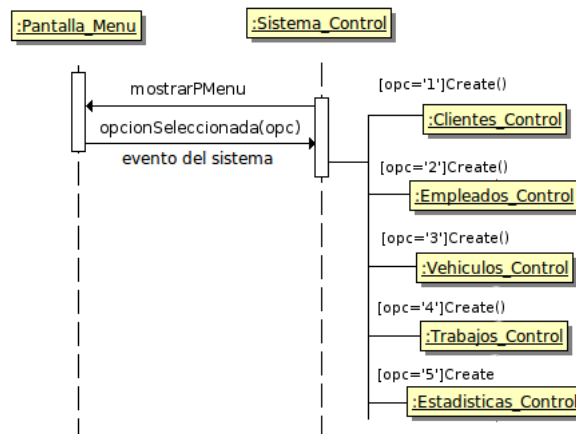 :Pantalla_Menu
:Sistema_Control
mostrarPMenu
opcionSeleccionada(opc)
evento del sistema
[opc='1']Create()
:Clientes_Control
[opc='2']Create()
:Empleados_Control
[opc='3']Create()
:Vehiculos_Control
[opc='4']Create()
:Trabajos_Control
[opc='5']Create
:Estadisticas_Control